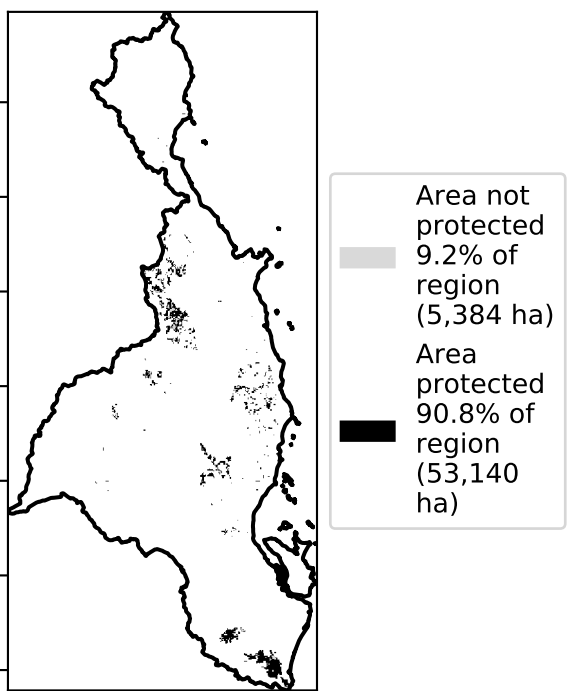 Area not
protected
9.2% of
region
(5,384 ha)
Area
protected
90.8% of
region
(53,140
ha)